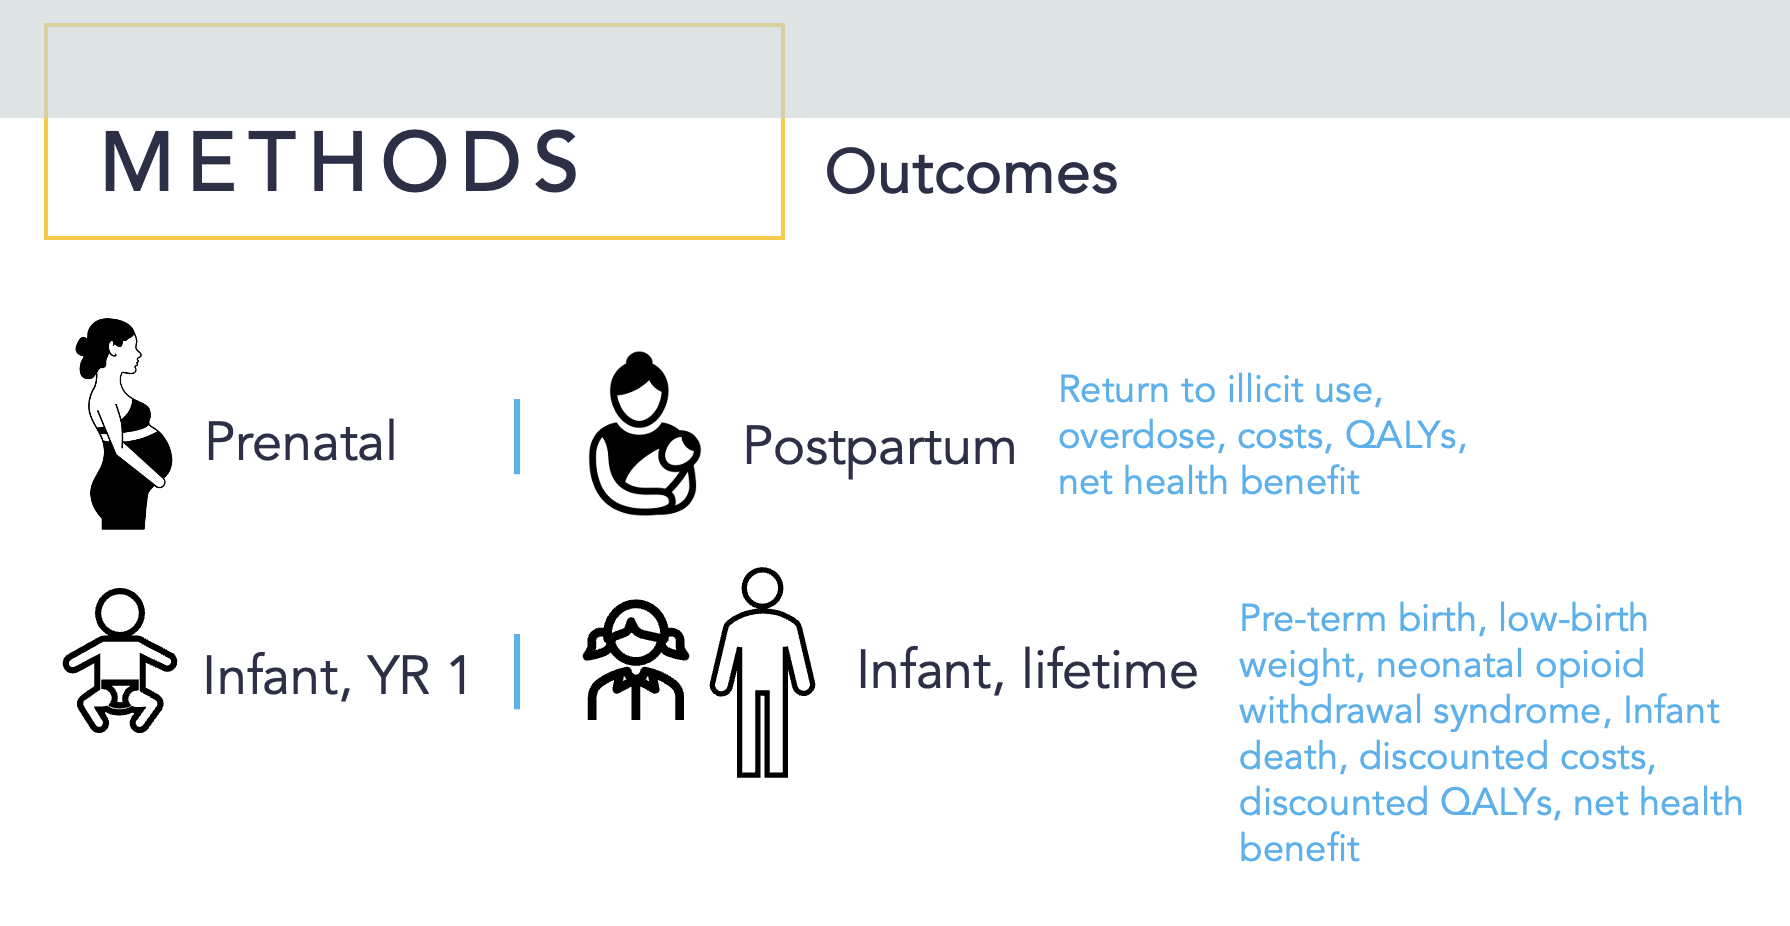 METHODS
Outcomes
Prenatal
Postpartum
Return to illicit use,
overdose, costs, QALYs,
net health benefit
Infant, YR 1
Infant, lifetime
Pre-term birth, low-birth
weight, neonatal opioid
withdrawal syndrome, Infant
death, discounted costs,
discounted QALYs, net health
benefit